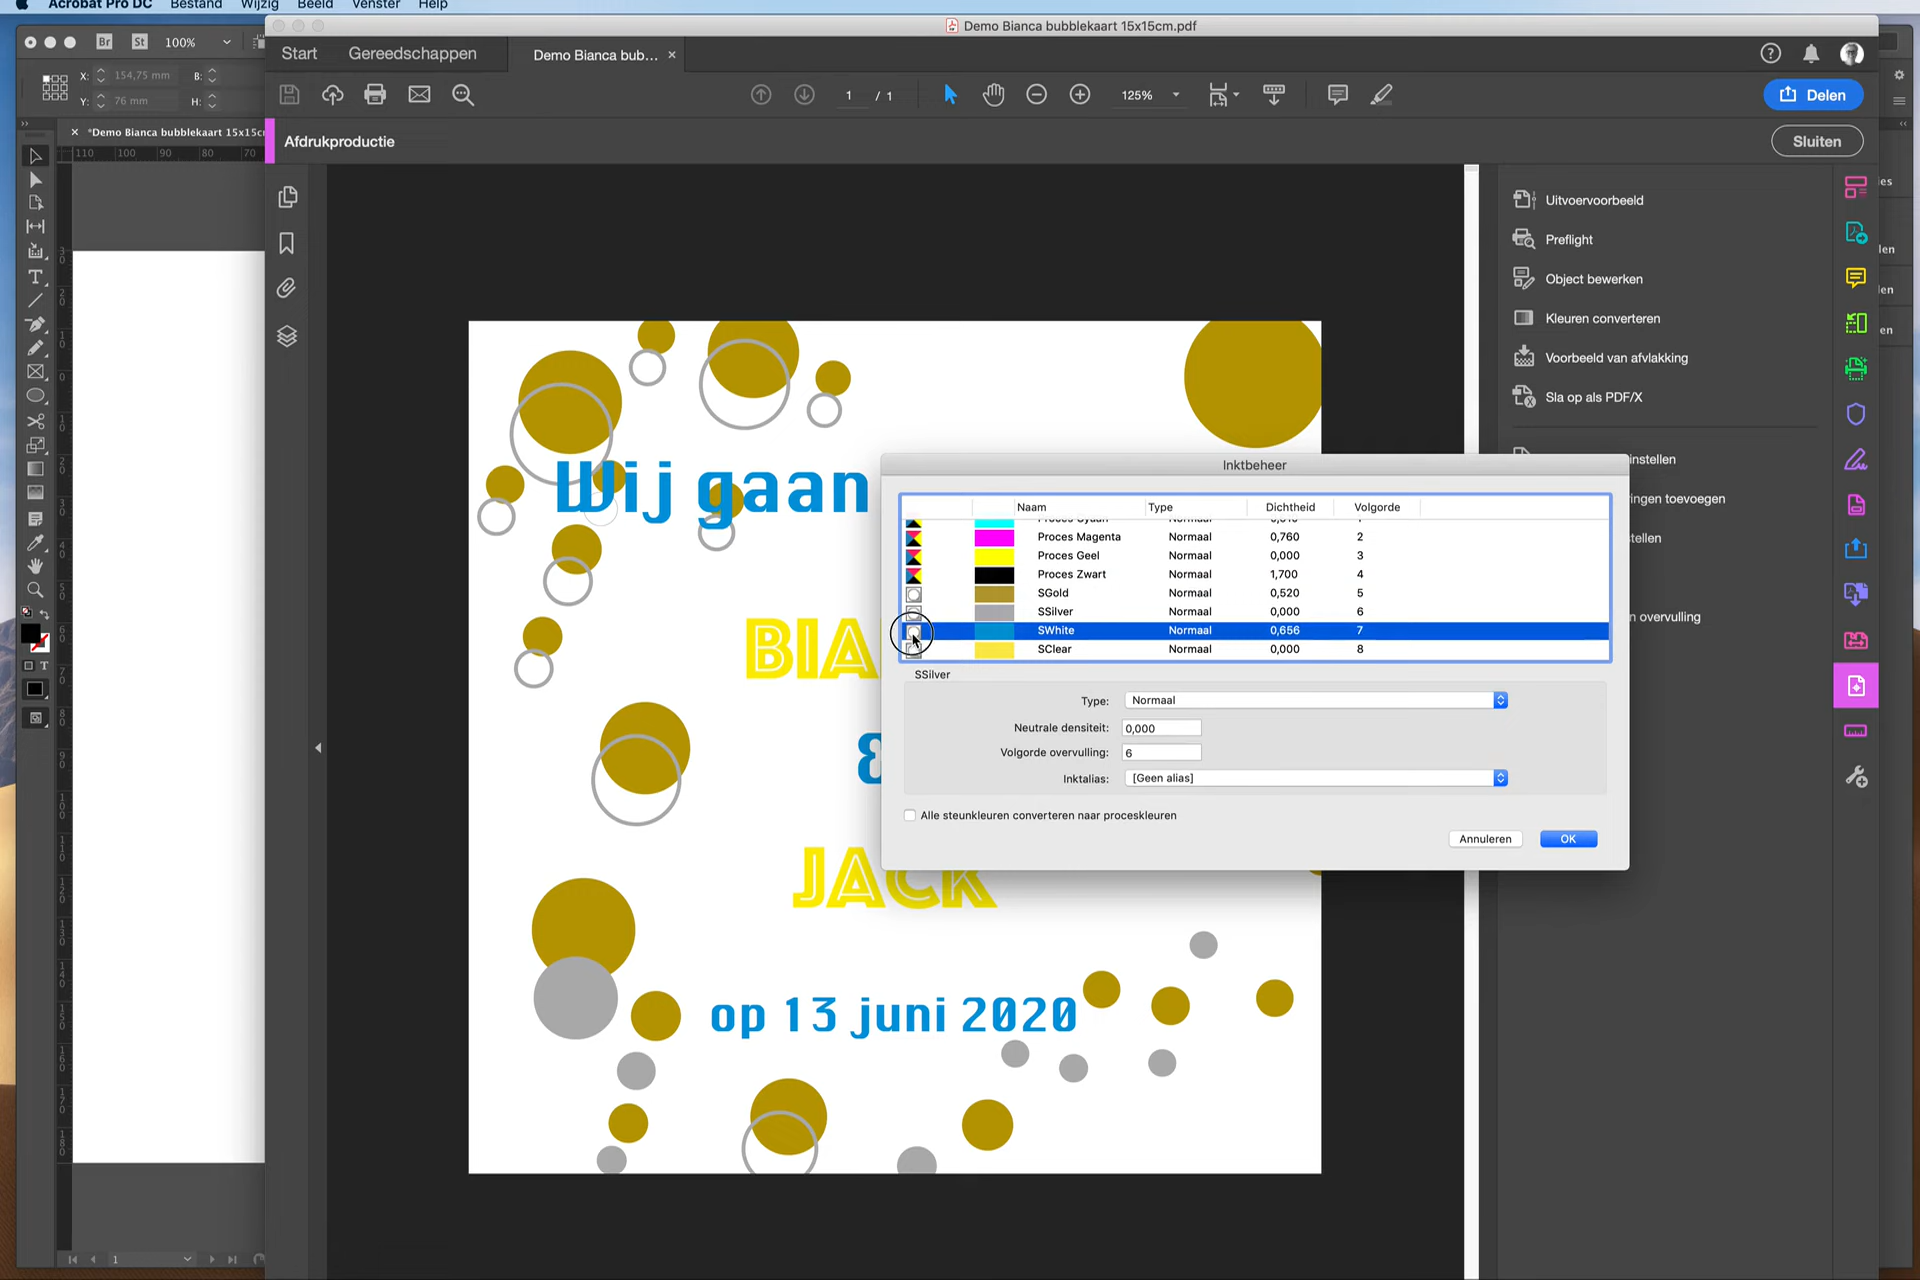 Acrobat Pro DC Bestand Wijzig Beeld Venster Help
Demo Bianca bubblekaart 15x15cm.pdf
Br St 100%
Start Gereedschappen Demo Bianca bub... ×
X: 154,75 mm B:
Y: 76 mm H:
1 / 1 125% Delen
× *Demo Bianca bubblekaart 15x15c
110 100 90 80 70
Afdrukproductie Sluiten
Uitvoervoorbeeld
Preflight
Object bewerken
Kleuren converteren
Voorbeeld van afvlakking
Sla op als PDF/X
instellen
ingen toevoegen
stellen
n overvulling
Wij gaan
BIA
&
JACK
op 13 juni 2020
Inktbeheer
Naam Type Dichtheid Volgorde
Proces Magenta Normaal 0,760 2
Proces Geel Normaal 0,000 3
Proces Zwart Normaal 1,700 4
SGold Normaal 0,520 5
SSilver Normaal 0,000 6
SWhite Normaal 0,656 7
SClear Normaal 0,000 8
SSilver
Type: Normaal
Neutrale densiteit: 0,000
Volgorde overvulling: 6
Inktalias: [Geen alias]
Alle steunkleuren converteren naar proceskleuren
Annuleren OK
1